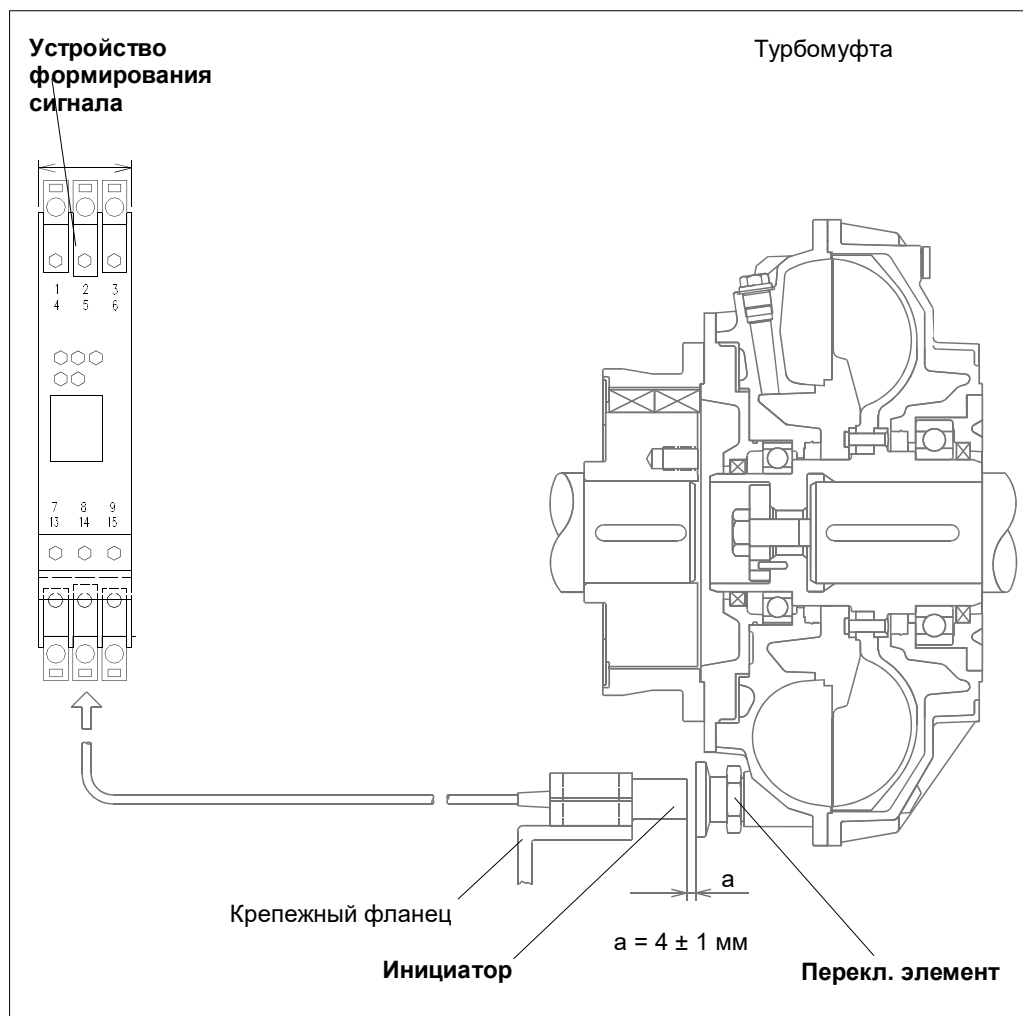 Устройство
формирования
сигнала
Турбомуфта
1 2 3
4 5 6
7 8 9
13 14 15
a
Крепежный фланец
a = 4 ± 1 мм
Инициатор
Перекл. элемент